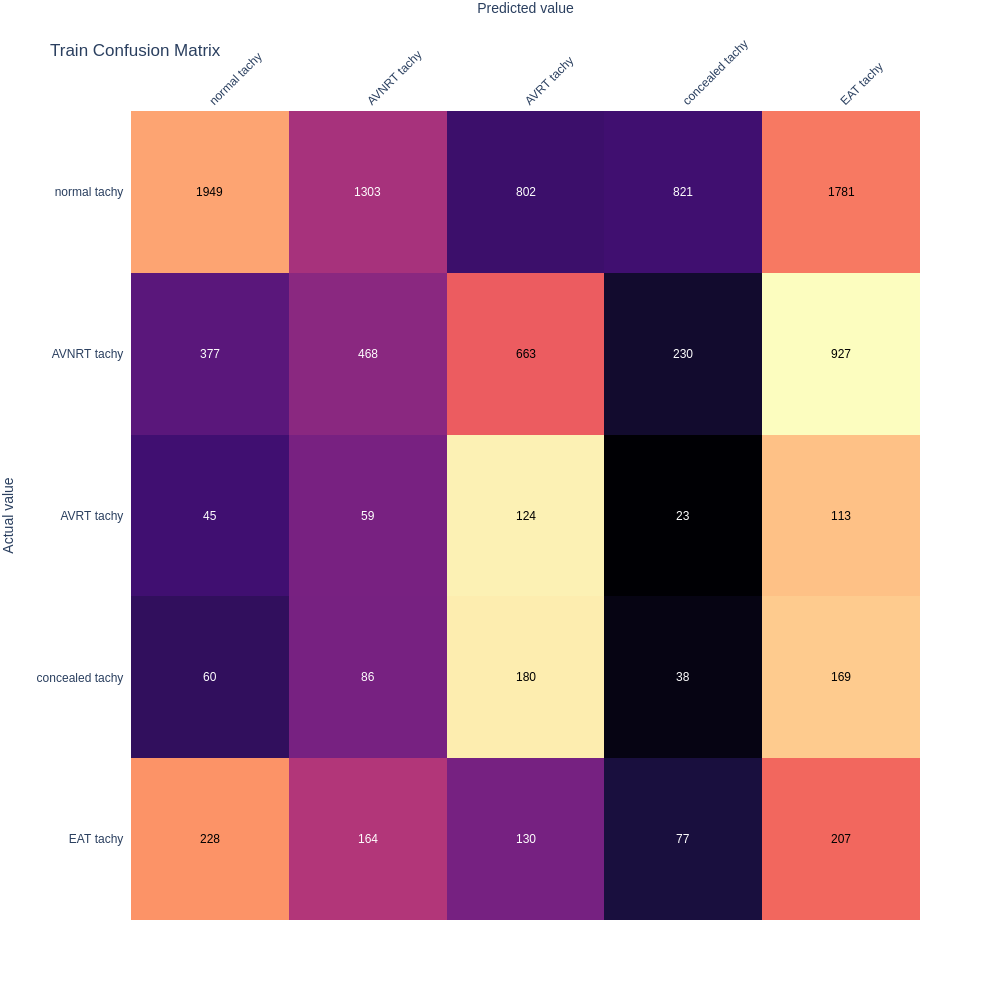 Predicted value
Train Confusion Matrix
normal tachy
AVNRT tachy
AVRT tachy
concealed tachy
EAT tachy
Actual value
normal tachy 1949 1303 802 821 1781
AVNRT tachy 377 468 663 230 927
AVRT tachy 45 59 124 23 113
concealed tachy 60 86 180 38 169
EAT tachy 228 164 130 77 207